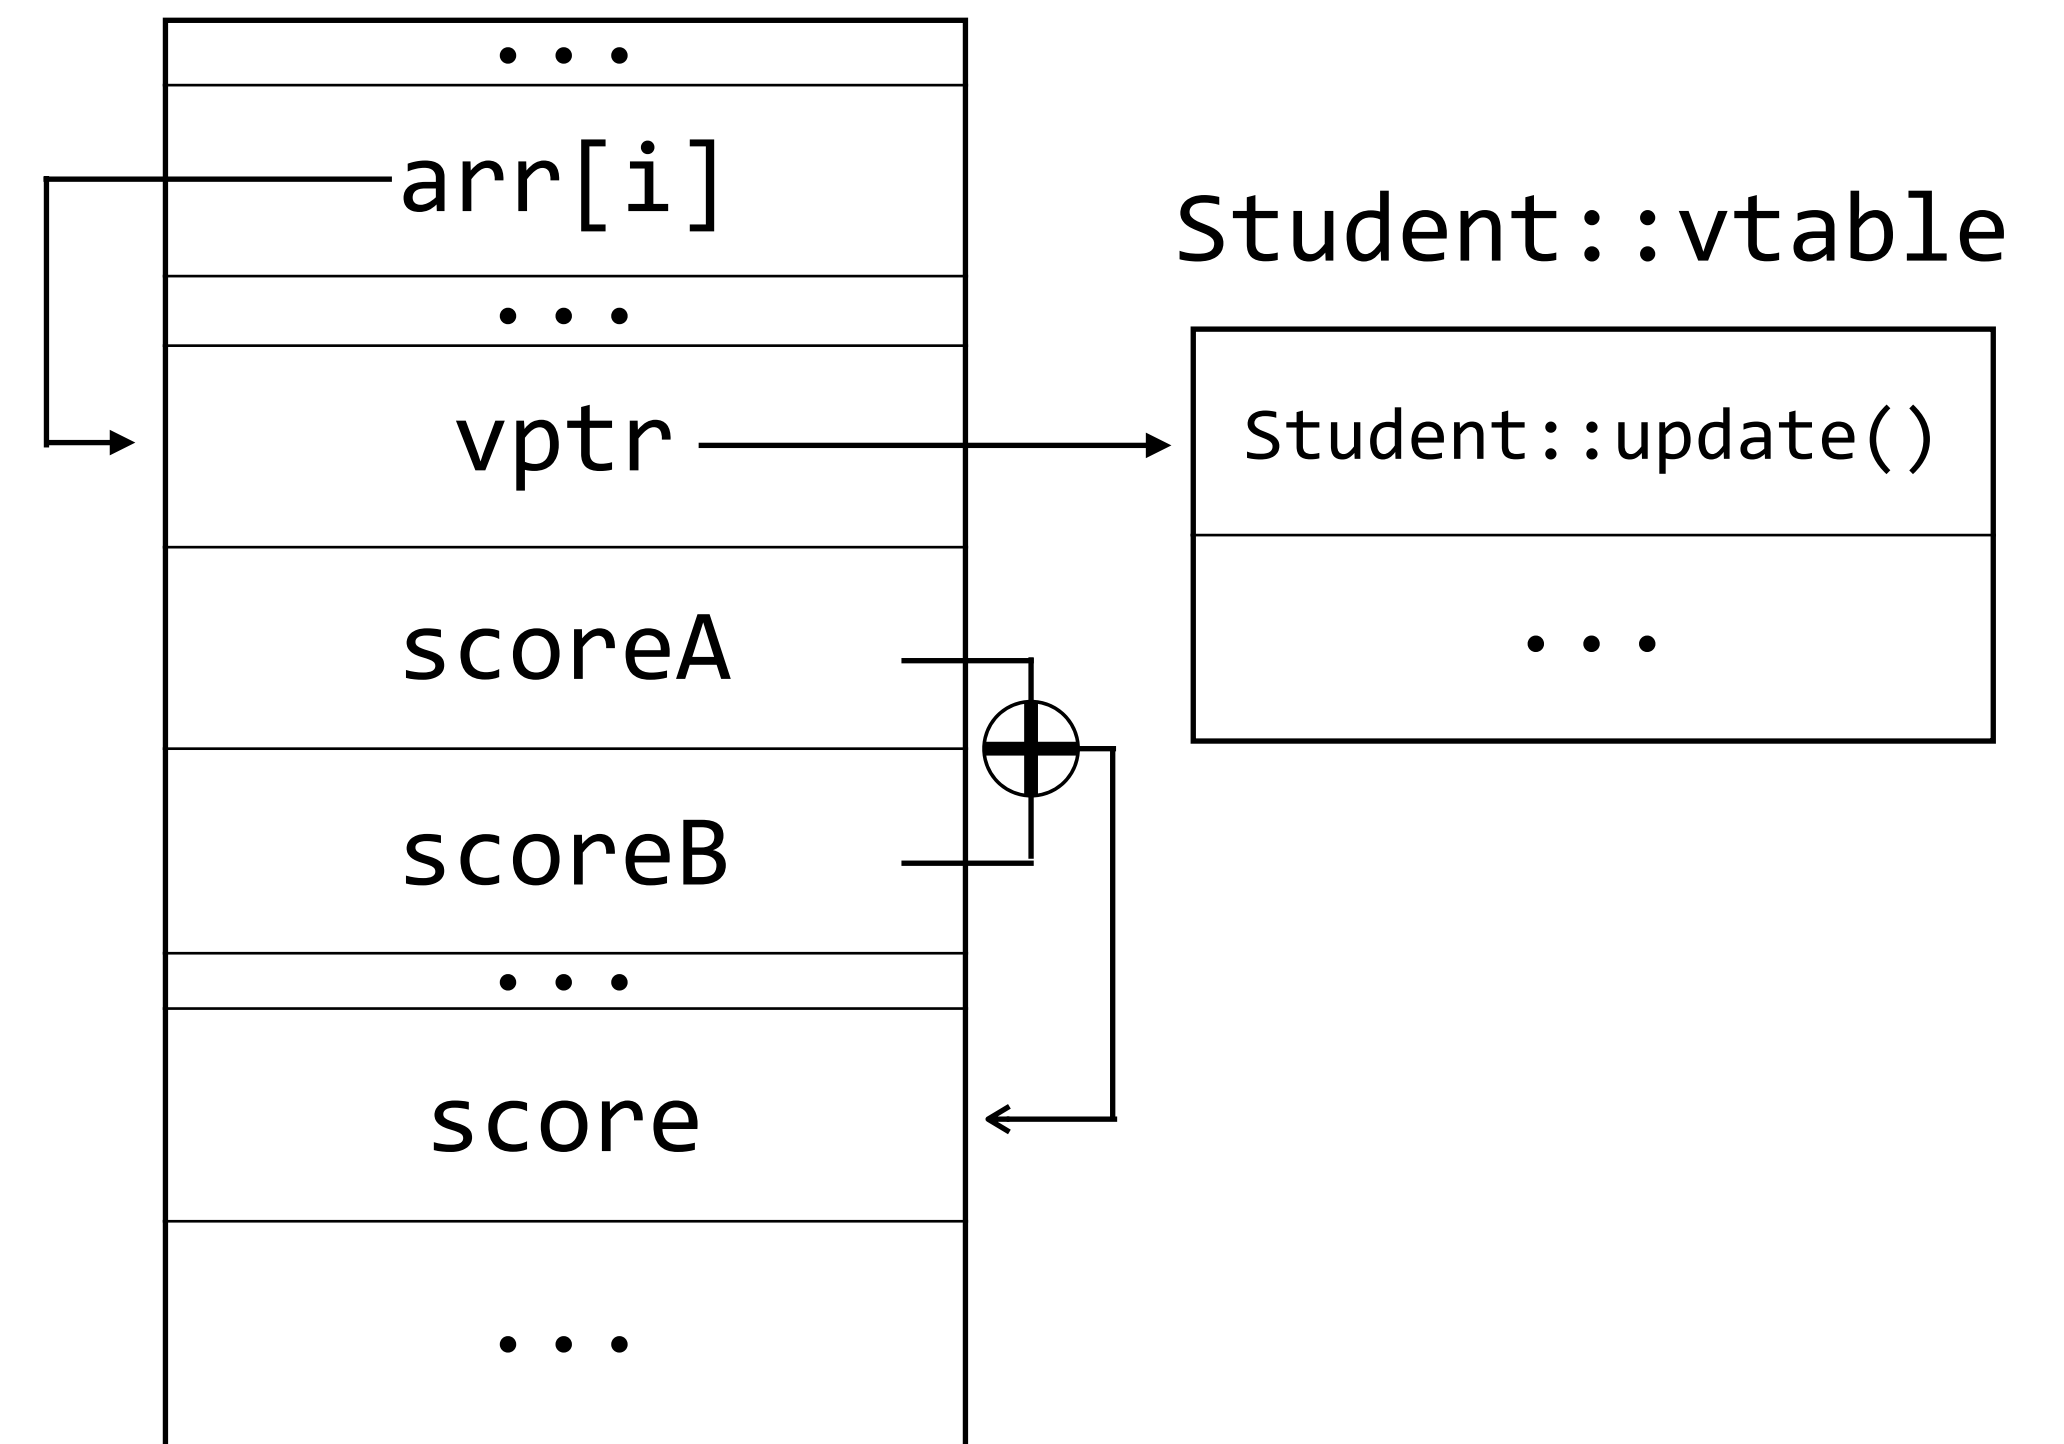 ...
arr[i]
...
vptr
scoreA
scoreB
...
score
...
Student::vtable
Student::update()
...